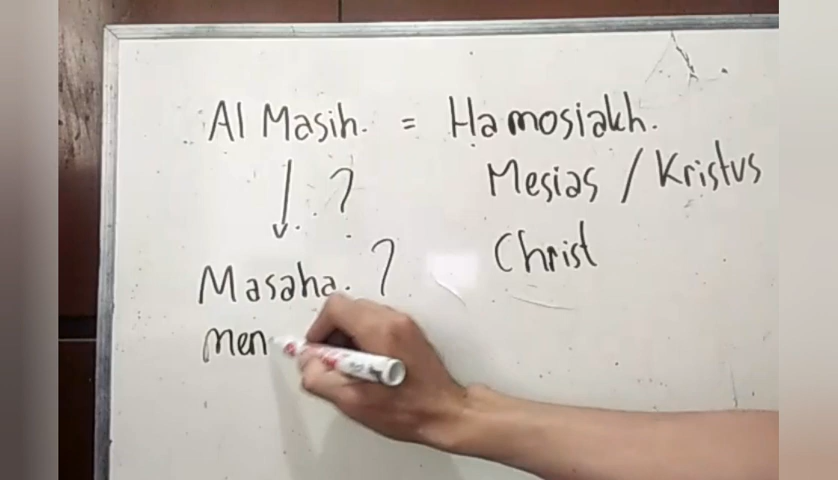 Al Masih. = Hamosiakh.
? Mesias / Kristus
Masaha. ? Christ
Men